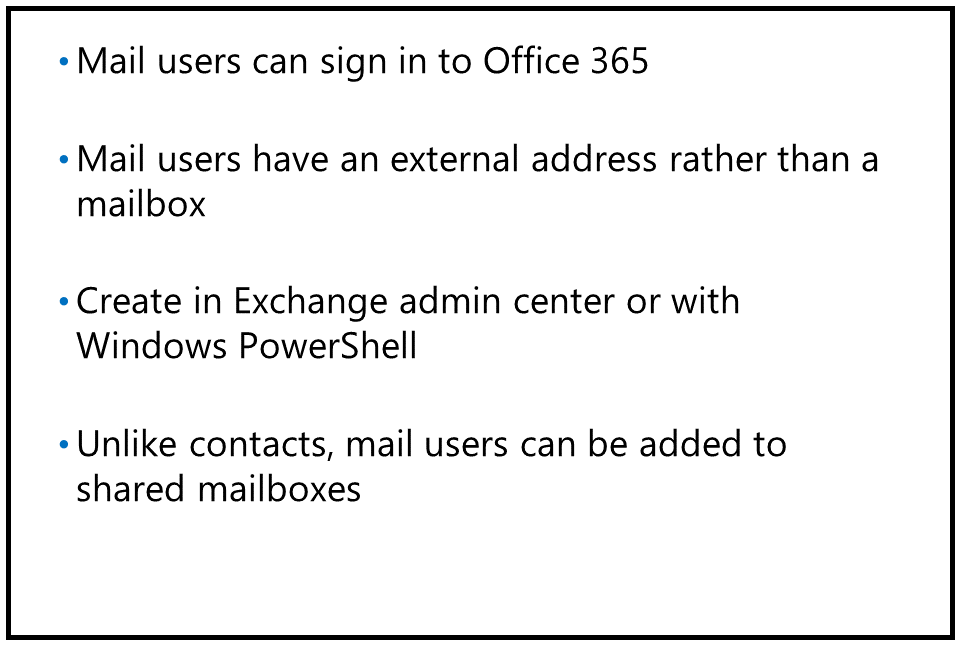 • Mail users can sign in to Office 365
• Mail users have an external address rather than a
mailbox
• Create in Exchange admin center or with
Windows PowerShell
• Unlike contacts, mail users can be added to
shared mailboxes